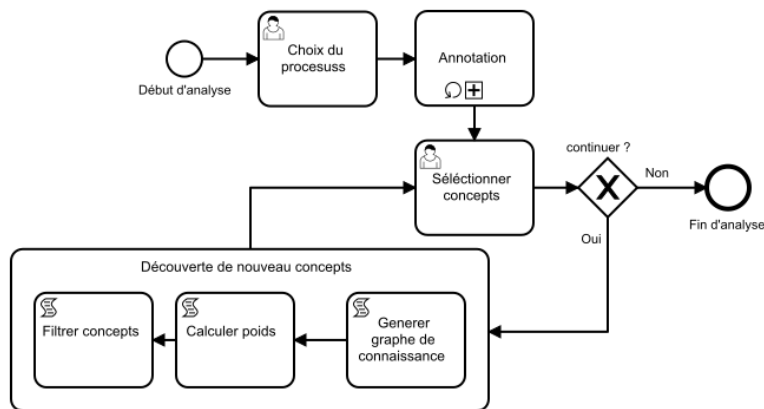 Choix du
procesuss
Début d'analyse
Annotation
Séléctionner
concepts
continuer ?
Non
Fin d'analyse
Oui
Découverte de nouveau concepts
Filtrer concepts
Calculer poids
Generer
graphe de
connaissance